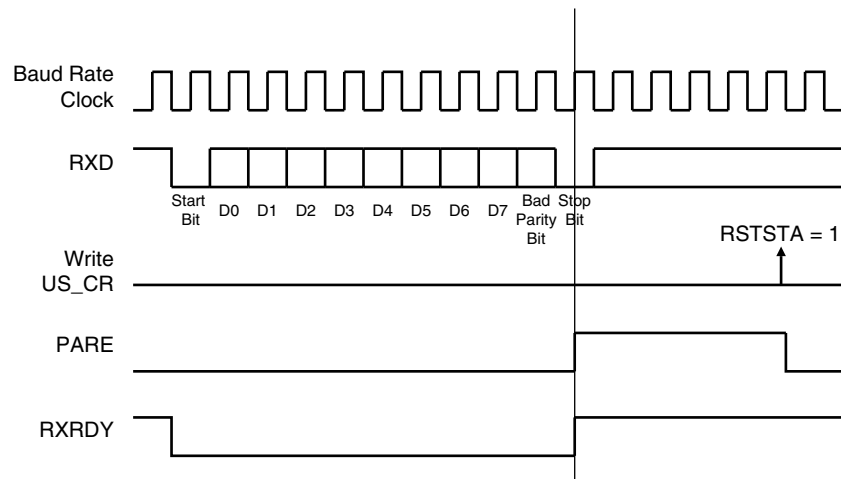 Baud Rate
Clock
RXD
Start
Bit
D0 D1 D2 D3 D4 D5 D6 D7
Bad
Parity
Bit
Stop
Bit
RSTSTA = 1
Write
US_CR
PARE
RXRDY